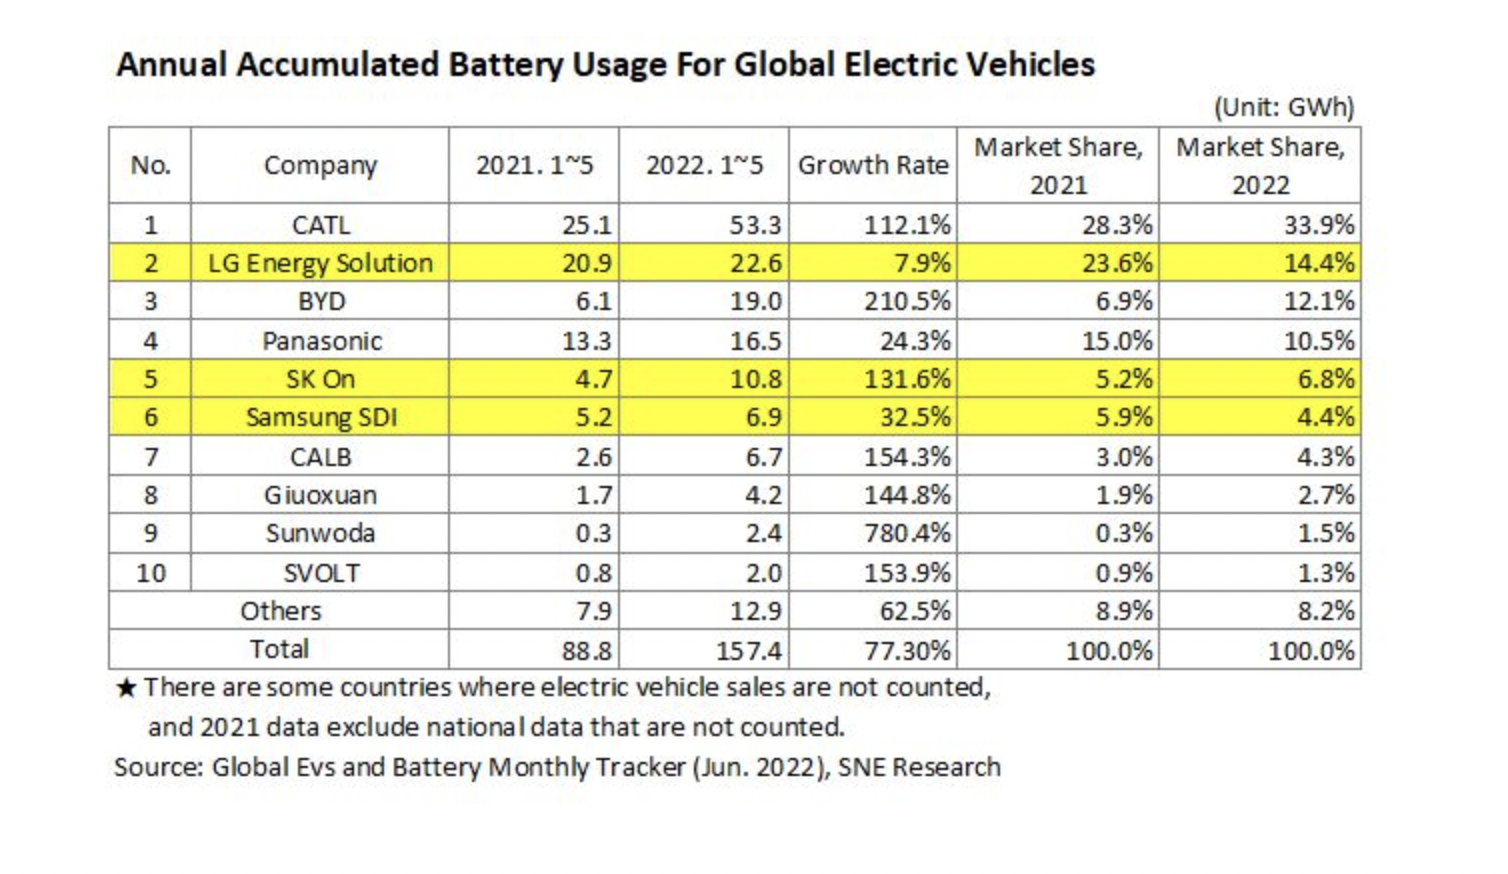 Annual Accumulated Battery Usage For Global Electric Vehicles
(Unit: GWh)
No. Company 2021. 1~5 2022. 1~5 Growth Rate Market Share, 2021 Market Share, 2022
1 CATL 25.1 53.3 112.1% 28.3% 33.9%
2 LG Energy Solution 20.9 22.6 7.9% 23.6% 14.4%
3 BYD 6.1 19.0 210.5% 6.9% 12.1%
4 Panasonic 13.3 16.5 24.3% 15.0% 10.5%
5 SK On 4.7 10.8 131.6% 5.2% 6.8%
6 Samsung SDI 5.2 6.9 32.5% 5.9% 4.4%
7 CALB 2.6 6.7 154.3% 3.0% 4.3%
8 Giuoxuan 1.7 4.2 144.8% 1.9% 2.7%
9 Sunwoda 0.3 2.4 780.4% 0.3% 1.5%
10 SVOLT 0.8 2.0 153.9% 0.9% 1.3%
Others 7.9 12.9 62.5% 8.9% 8.2%
Total 88.8 157.4 77.30% 100.0% 100.0%
★ There are some countries where electric vehicle sales are not counted,
and 2021 data exclude national data that are not counted.
Source: Global Evs and Battery Monthly Tracker (Jun. 2022), SNE Research